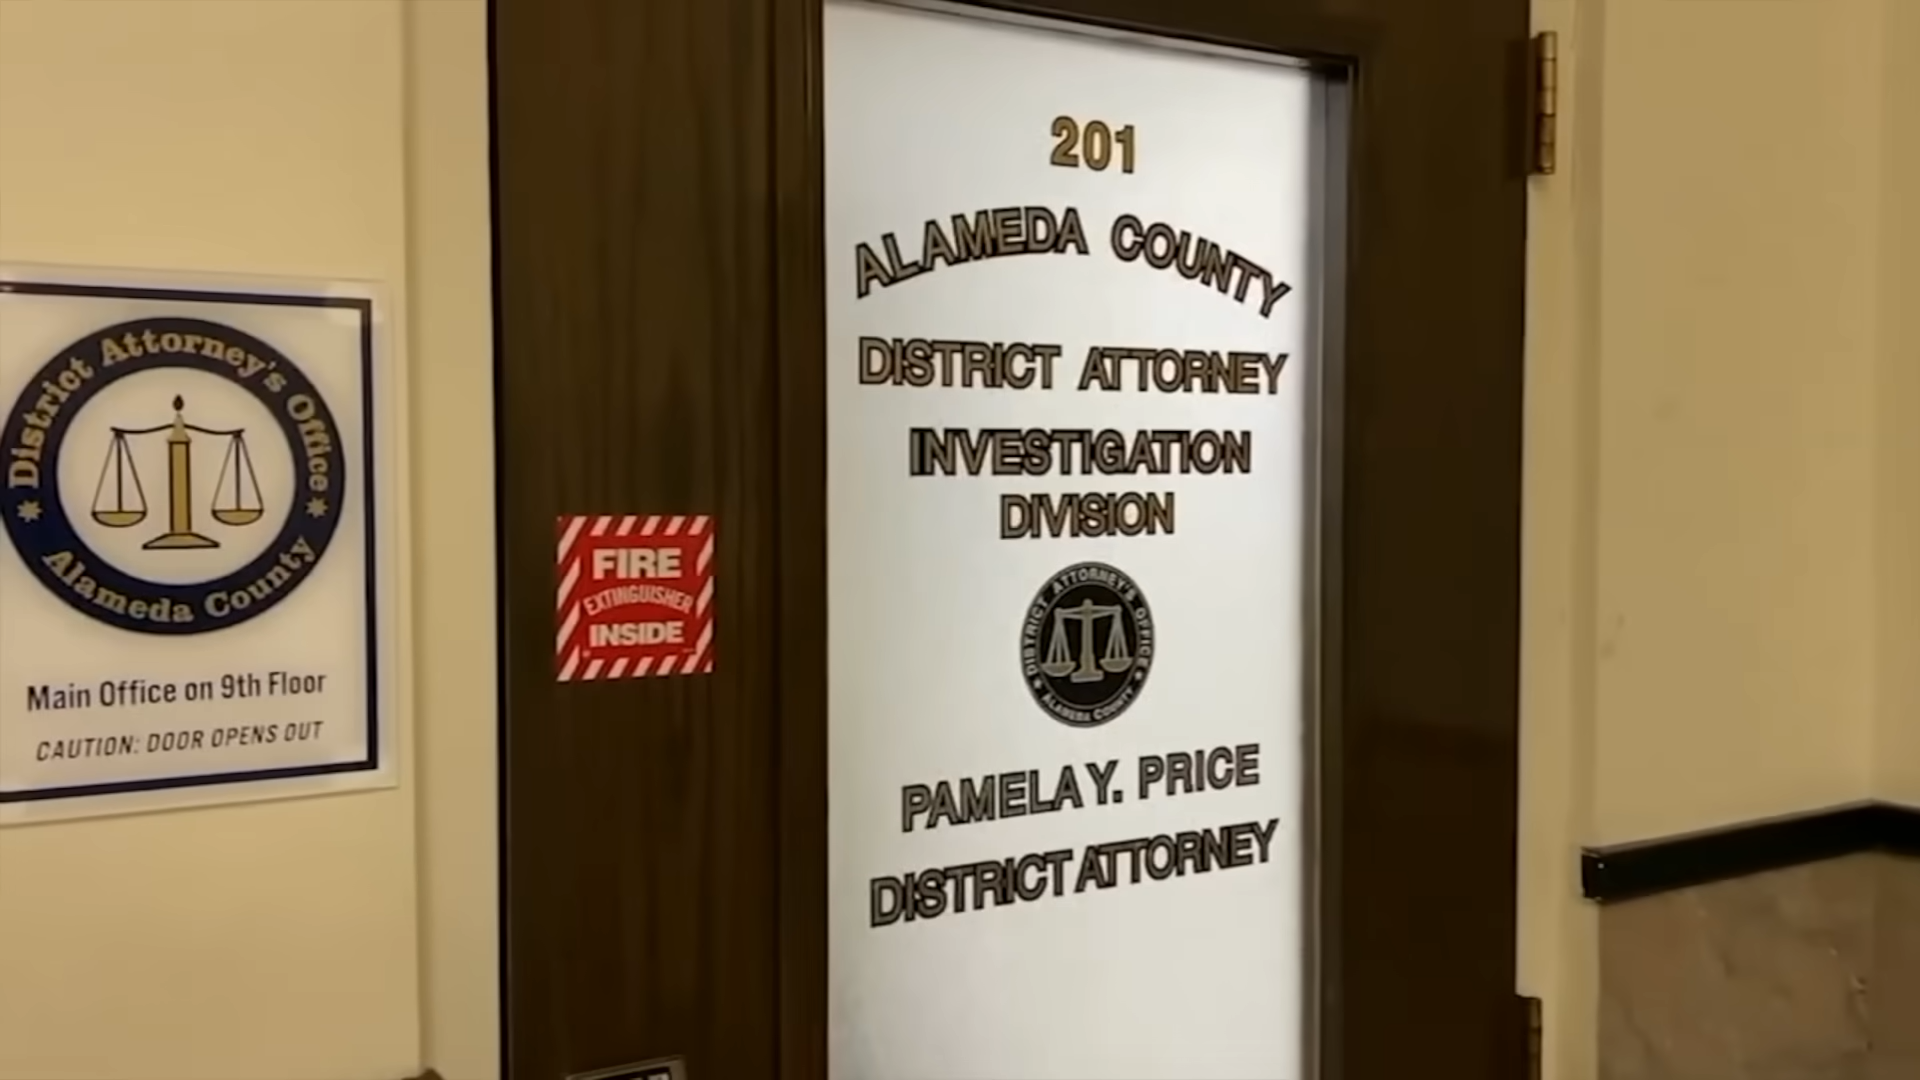 District Attorney's Office
Alameda County
Main Office on 9th Floor
CAUTION: DOOR OPENS OUT
FIRE
EXTINGUISHER
INSIDE
201
ALAMEDA COUNTY
DISTRICT ATTORNEY
INVESTIGATION
DIVISION
DISTRICT ATTORNEY'S OFFICE
ALAMEDA COUNTY
PAMELA Y. PRICE
DISTRICT ATTORNEY